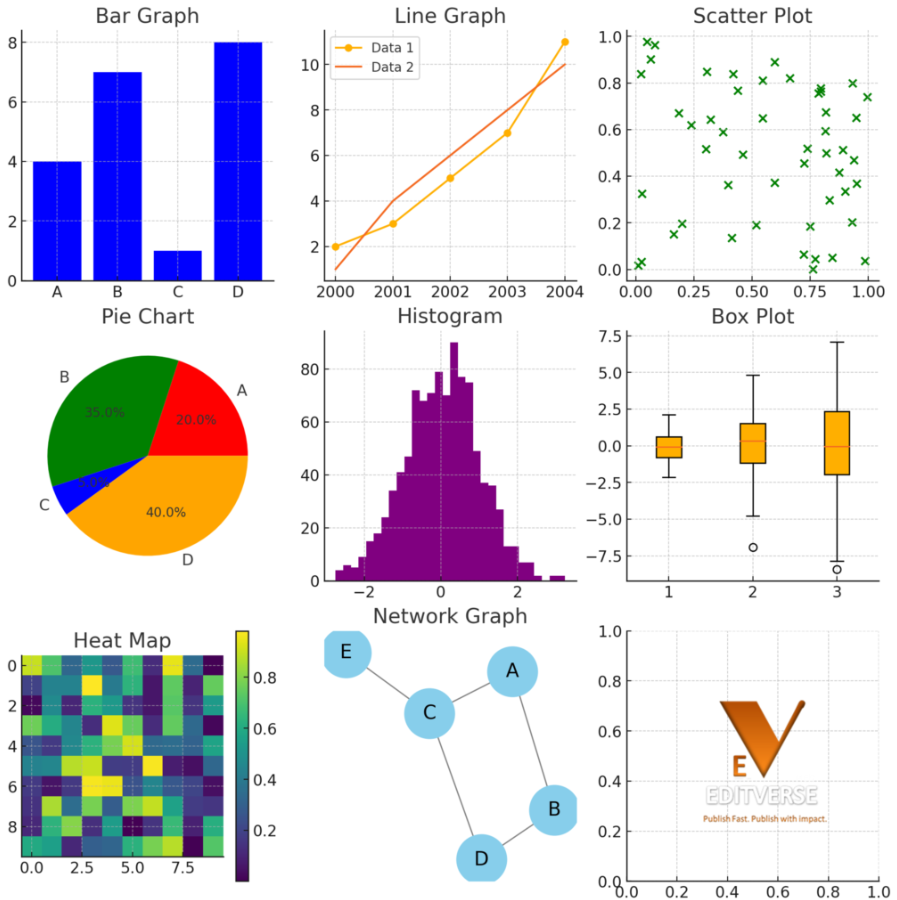 Bar Graph
8
6
4
2
0
A B C D
Line Graph
Data 1
Data 2
10
8
6
4
2
2000 2001 2002 2003 2004
Scatter Plot
1.0
0.8
0.6
0.4
0.2
0.0
0.00 0.25 0.50 0.75 1.00
Pie Chart
A
20.0%
B
35.0%
C
D
40.0%
Histogram
80
60
40
20
0
−2 0 2
Box Plot
7.5
5.0
2.5
0.0
−2.5
−5.0
−7.5
1 2 3
Heat Map
0
2
4
6
8
0.0 2.5 5.0 7.5
0.8
0.6
0.4
0.2
Network Graph
E
A
C
B
D
1.0
0.8
0.6
0.4
0.2
0.0
0.0 0.2 0.4 0.6 0.8 1.0
E
EDITVERSE
Publish Fast. Publish with impact.